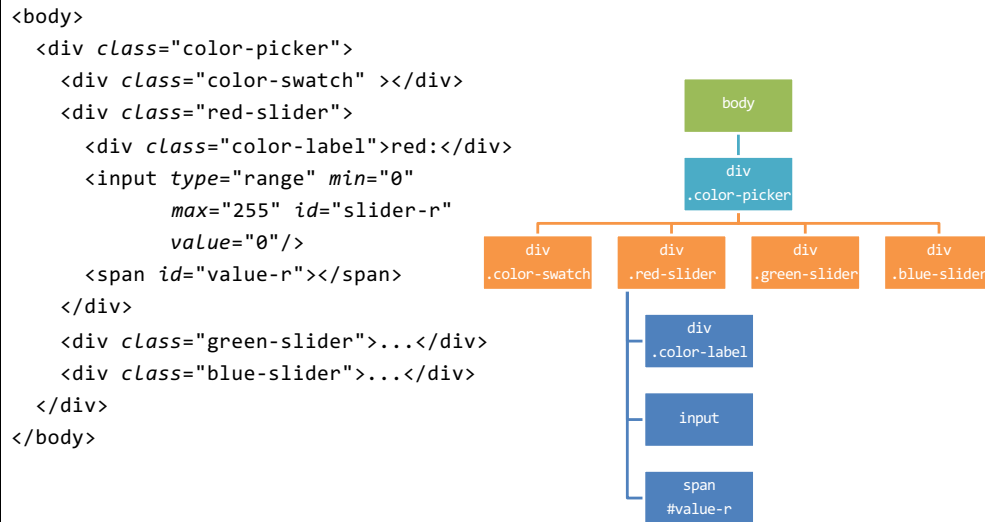 <body>
<div class="color-picker">
<div class="color-swatch" ></div>
<div class="red-slider">
<div class="color-label">red:</div>
<input type="range" min="0"
max="255" id="slider-r"
value="0"/>
<span id="value-r"></span>
</div>
<div class="green-slider">...</div>
<div class="blue-slider">...</div>
</div>
</body>
body
div
.color-picker
div
.color-swatch
div
.red-slider
div
.green-slider
div
.blue-slider
div
.color-label
input
span
#value-r